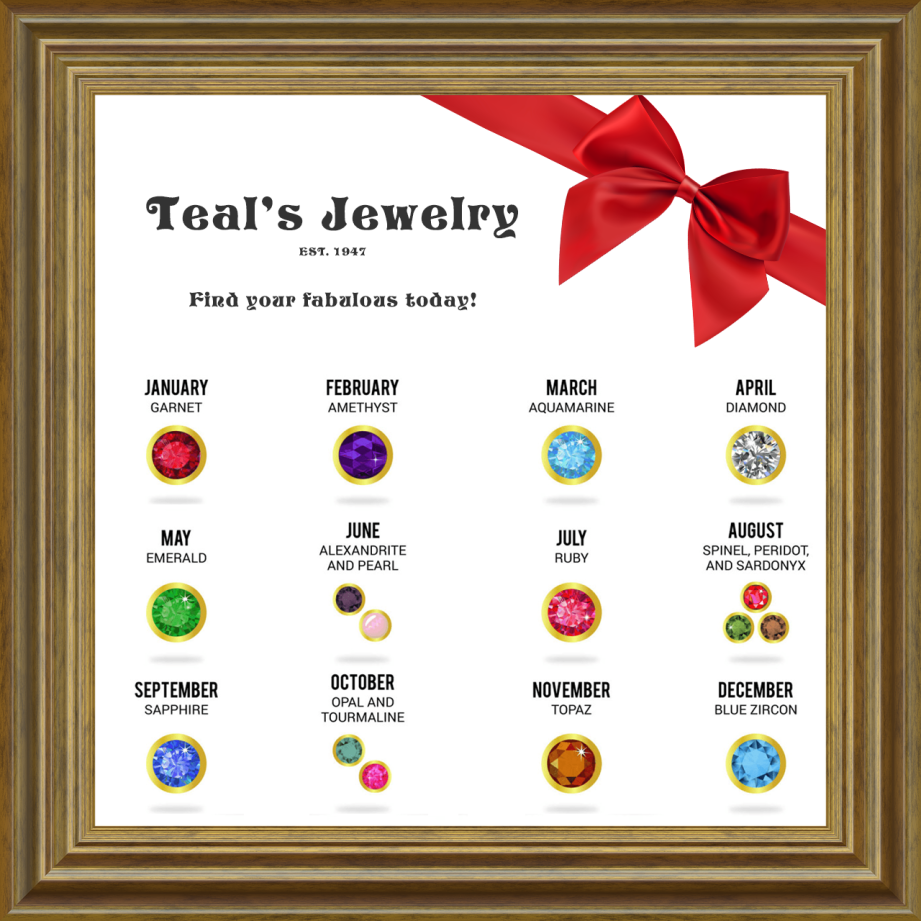 Teal's Jewelry
EST. 1947
Find your fabulous today!
JANUARY
GARNET
FEBRUARY
AMETHYST
MARCH
AQUAMARINE
APRIL
DIAMOND
MAY
EMERALD
JUNE
ALEXANDRITE
AND PEARL
JULY
RUBY
AUGUST
SPINEL, PERIDOT,
AND SARDONYX
SEPTEMBER
SAPPHIRE
OCTOBER
OPAL AND
TOURMALINE
NOVEMBER
TOPAZ
DECEMBER
BLUE ZIRCON